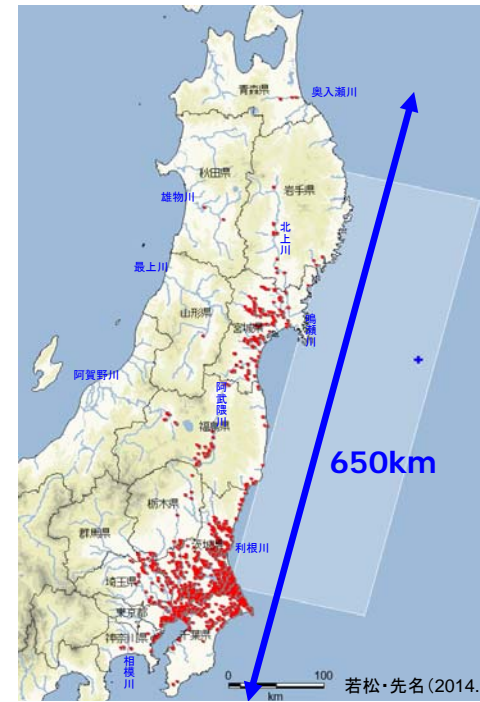 青森県
奥入瀬川
秋田県
岩手県
雄物川
北上川
最上川
山形県
宮城県
鳴瀬川
阿賀野川
阿武隈川
福島県
650km
栃木県
群馬県
茨城県
利根川
埼玉県
東京都
神奈川県
千葉県
相模川
0 100
km
若松・先名(2014.